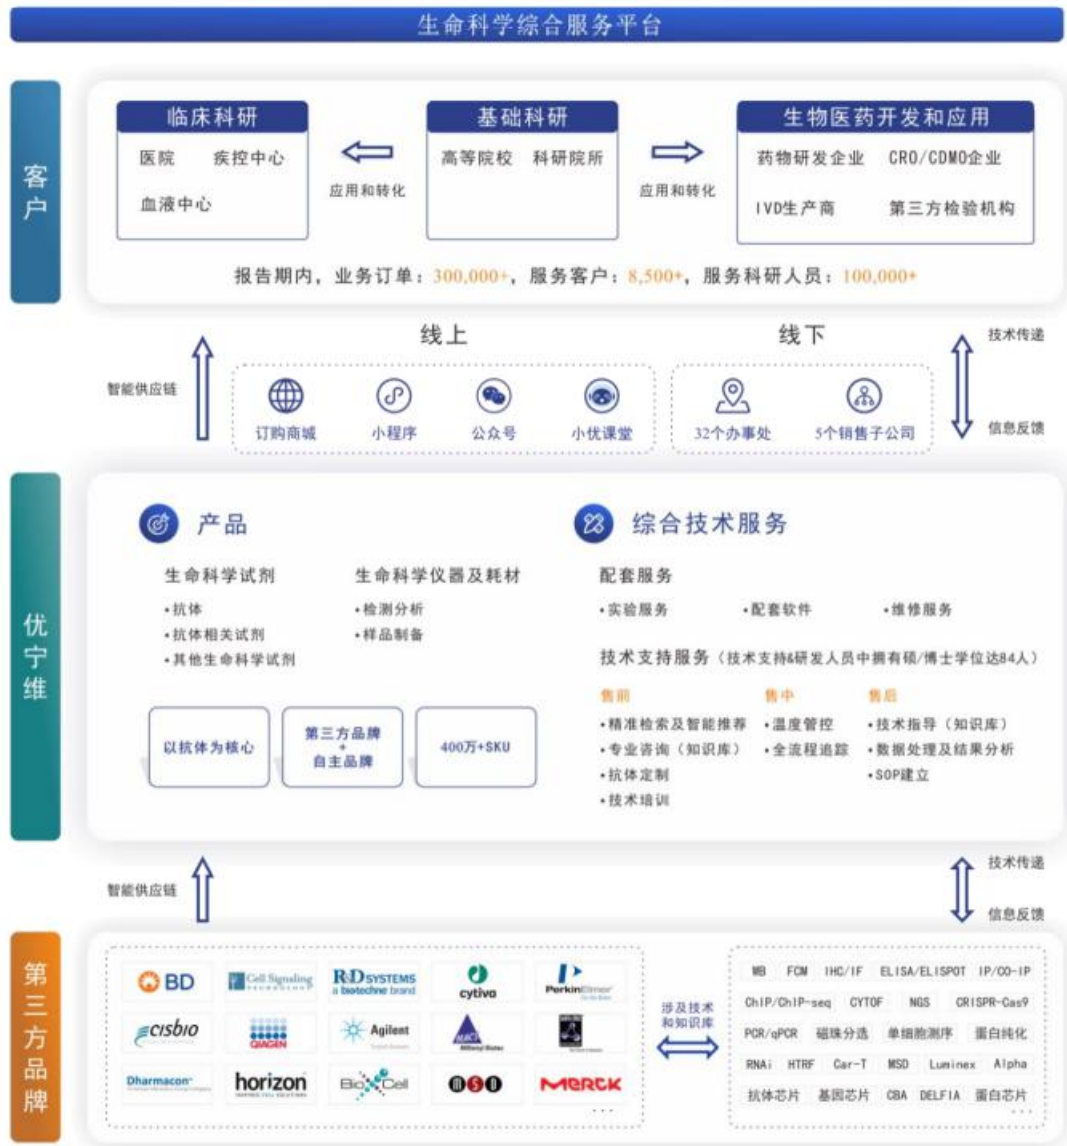 生命科学综合服务平台
客户
临床科研
医院 疾控中心
血液中心
应用和转化
基础科研
高等院校 科研院所
应用和转化
生物医药开发和应用
药物研发企业 CRO/CDMO企业
IVD生产商 第三方检验机构
报告期内，业务订单：300,000+，服务客户：8,500+，服务科研人员：100,000+
智能供应链
线上
订购商城 小程序 公众号 小优课堂
线下
32个办事处 5个销售子公司
技术传递
信息反馈
优宁维
产品
生命科学试剂
•抗体
•抗体相关试剂
•其他生命科学试剂
生命科学仪器及耗材
•检测分析
•样品制备
以抗体为核心
第三方品牌
+
自主品牌
400万+SKU
综合技术服务
配套服务
•实验服务 •配套软件 •维修服务
技术支持服务（技术支持&研发人员中拥有硕/博士学位达84人）
售前
•精准检索及智能推荐
•专业咨询（知识库）
•抗体定制
•技术培训
售中
•温度管控
•全流程追踪
售后
•技术指导（知识库）
•数据处理及结果分析
•SOP建立
智能供应链
技术传递
信息反馈
第三方品牌
BD
Cell Signaling
TECHNOLOGY
R&D SYSTEMS
a biotechne brand
cytiva
PerkinElmer
cisbio
QIAGEN
Agilent
MACS
Miltenyi Biotec
Dharmacon
horizon
BioXCell
MSD
MERCK
...
涉及技术
和知识库
WB FCM IHC/IF ELISA/ELISPOT IP/CO-IP
ChIP/ChIP-seq CYTOF NGS CRISPR-Cas9
PCR/qPCR 磁珠分选 单细胞测序 蛋白纯化
RNAi HTRF Car-T MSD Luminex Alpha
抗体芯片 基因芯片 CBA DELFIA 蛋白芯片
...